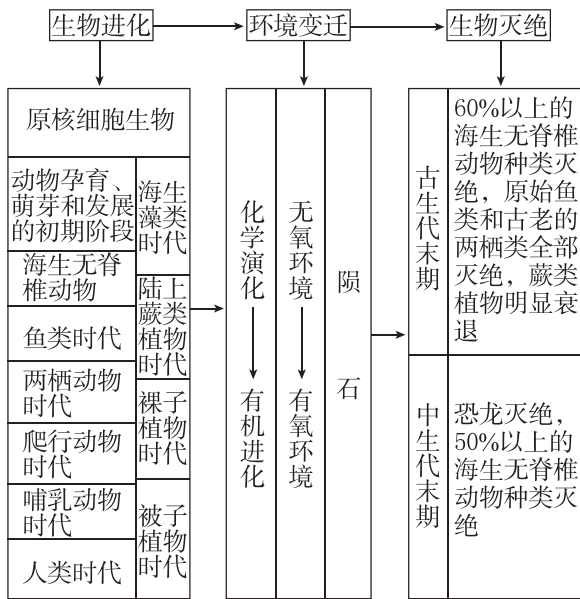 生物进化
环境变迁
生物灭绝
原核细胞生物
动物孕育、
萌芽和发展
的初期阶段
海生无脊
椎动物
鱼类时代
两栖动物
时代
爬行动物
时代
哺乳动物
时代
人类时代
海生
藻类
时代
陆上
蕨类
植物
时代
裸子
植物
时代
被子
植物
时代
化学演化
有机进化
无氧环境
有氧环境
陨石
古生代末期
60%以上的
海生无脊椎
动物种类灭
绝，原始鱼
类和古老的
两栖类全部
灭绝，蕨类
植物明显衰
退
中生代末期
恐龙灭绝，
50%以上的
海生无脊椎
动物种类灭
绝